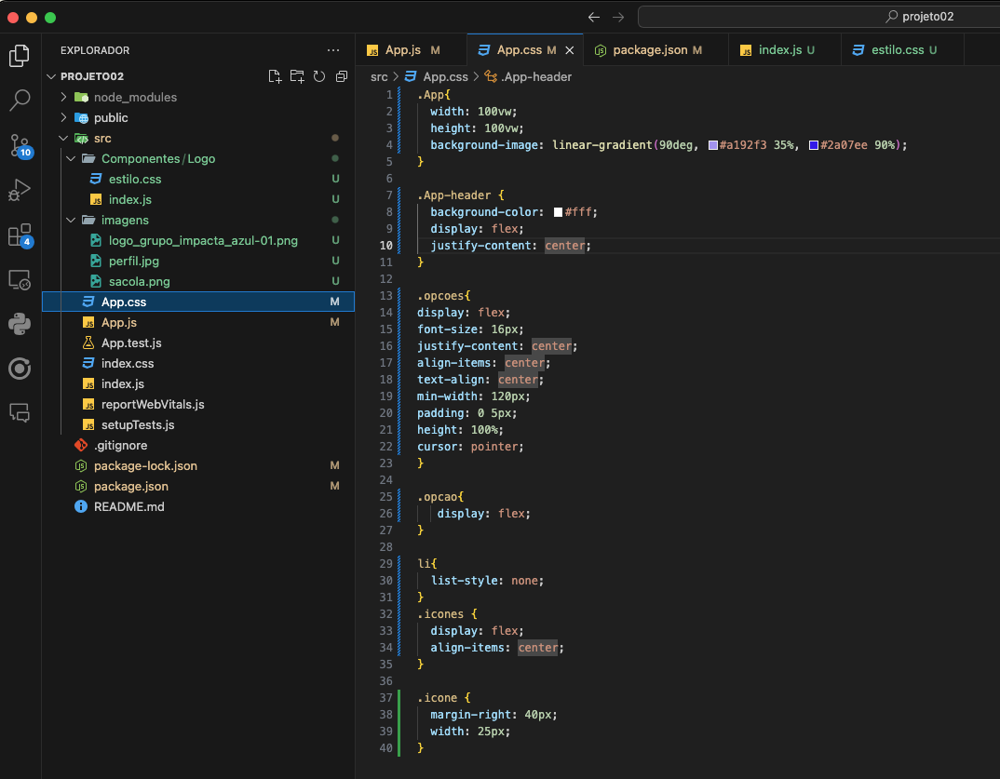 projeto02
EXPLORADOR
App.js M
App.css M
package.json M
index.js U
estilo.css U
PROJETO02
src > App.css > .App-header
node_modules
public
src
Componentes/Logo
estilo.css U
index.js U
imagens
logo_grupo_impacta_azul-01.png U
perfil.jpg U
sacola.png U
App.css M
App.js M
App.test.js
index.css
index.js
reportWebVitals.js
setupTests.js
.gitignore
package-lock.json M
package.json M
README.md
10
4
1 .App{
2 width: 100vw;
3 height: 100vw;
4 background-image: linear-gradient(90deg, #a192f3 35%, #2a07ee 90%);
5 }
6
7 .App-header {
8 background-color: #fff;
9 display: flex;
10 justify-content: center;
11 }
12
13 .opcoes{
14 display: flex;
15 font-size: 16px;
16 justify-content: center;
17 align-items: center;
18 text-align: center;
19 min-width: 120px;
20 padding: 0 5px;
21 height: 100%;
22 cursor: pointer;
23 }
24
25 .opcao{
26 display: flex;
27 }
28
29 li{
30 list-style: none;
31 }
32 .icones {
33 display: flex;
34 align-items: center;
35 }
36
37 .icone {
38 margin-right: 40px;
39 width: 25px;
40 }